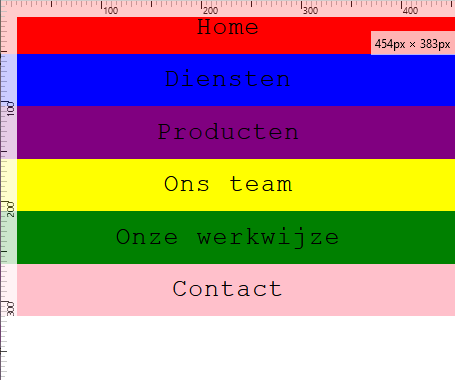 100
200
300
400
454px × 383px
Home
Diensten
100
Producten
Ons team
200
Onze werkwijze
Contact
300